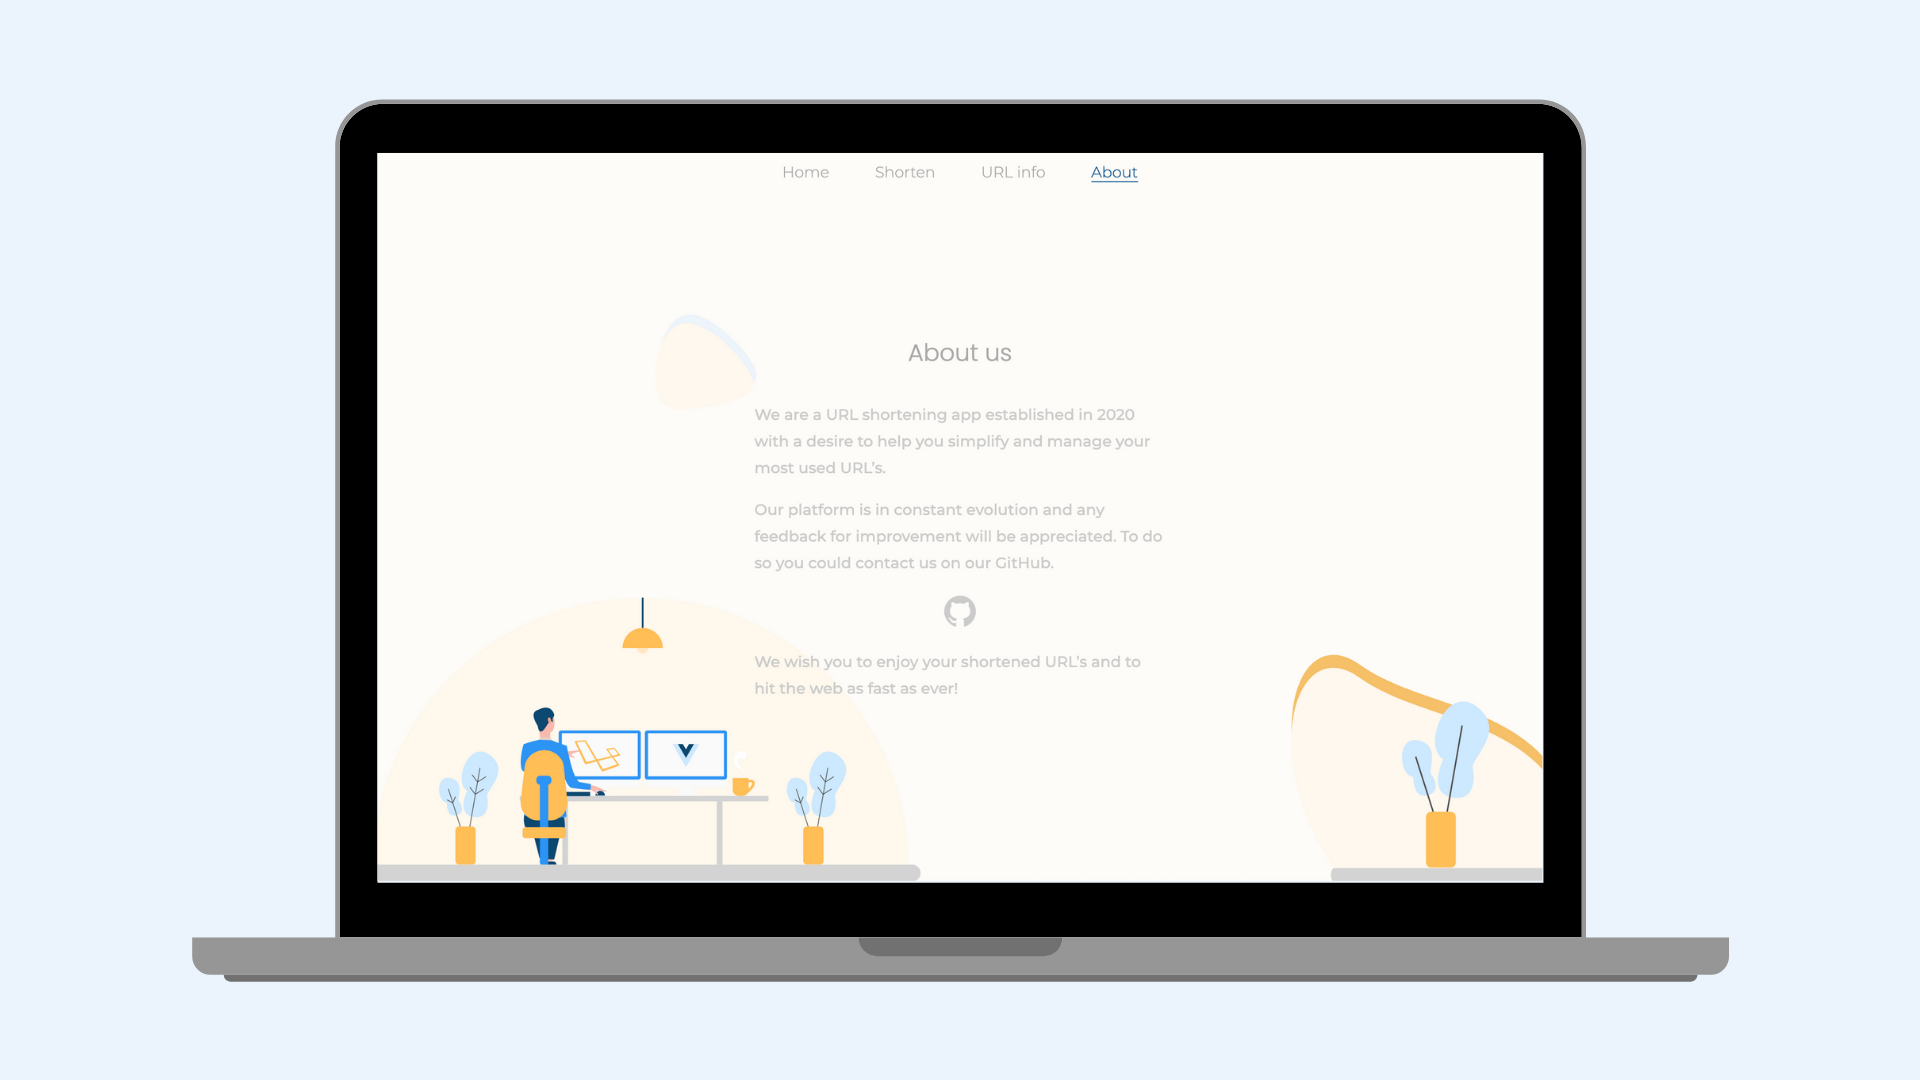 Home Shorten URL info About
About us
We are a URL shortening app established in 2020
with a desire to help you simplify and manage your
most used URL's.
Our platform is in constant evolution and any
feedback for improvement will be appreciated. To do
so you could contact us on our GitHub.
We wish you to enjoy your shortened URL's and to
hit the web as fast as ever!